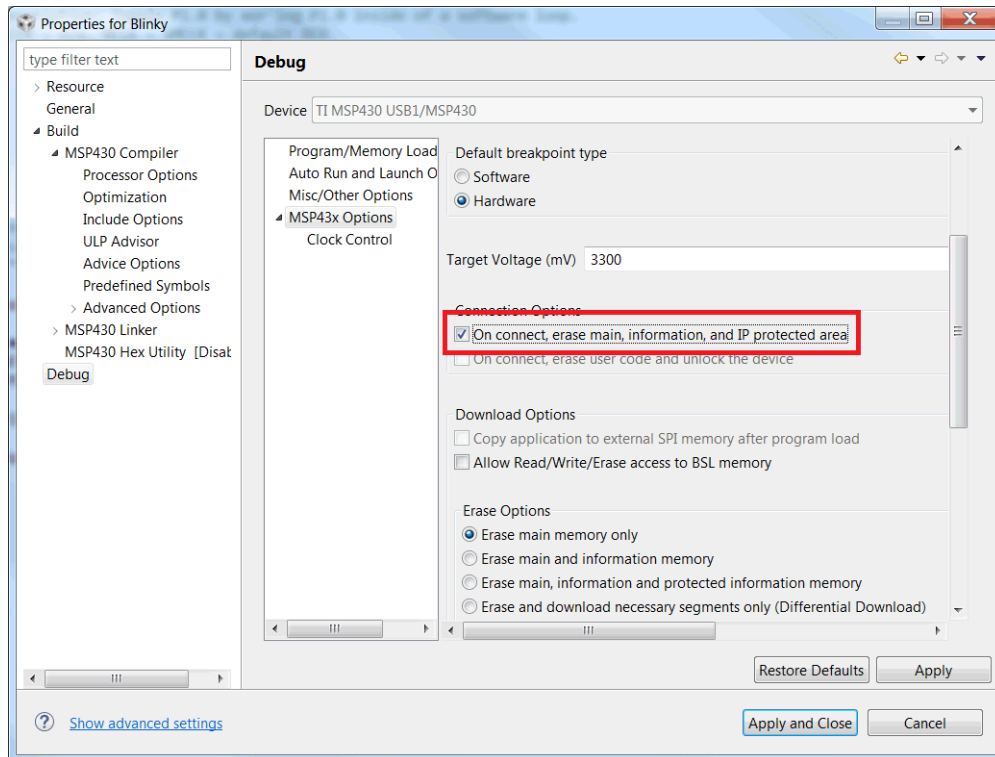 Properties for Blinky
type filter text
Resource
General
Build
MSP430 Compiler
Processor Options
Optimization
Include Options
ULP Advisor
Advice Options
Predefined Symbols
Advanced Options
MSP430 Linker
MSP430 Hex Utility [Disab
Debug
Debug
Device TI MSP430 USB1/MSP430
Program/Memory Load
Auto Run and Launch O
Misc/Other Options
MSP43x Options
Clock Control
Default breakpoint type
Software
Hardware
Target Voltage (mV) 3300
Connection Options
On connect, erase main, information, and IP protected area
On connect, erase user code and unlock the device
Download Options
Copy application to external SPI memory after program load
Allow Read/Write/Erase access to BSL memory
Erase Options
Erase main memory only
Erase main and information memory
Erase main, information and protected information memory
Erase and download necessary segments only (Differential Download)
Restore Defaults Apply
Show advanced settings
Apply and Close Cancel